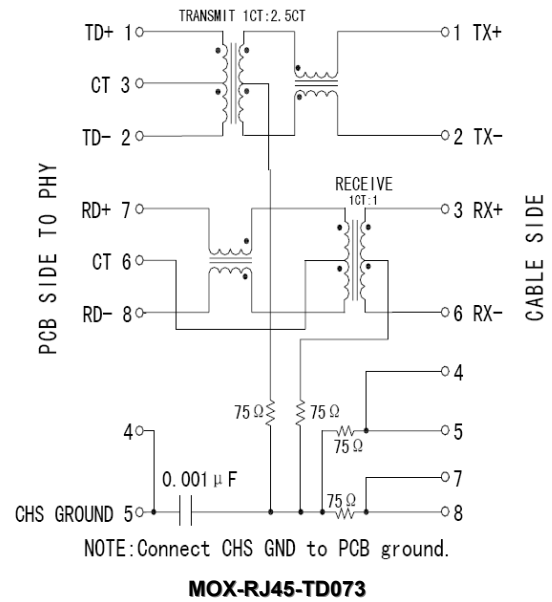 TRANSMIT 1CT:2.5CT
TD+ 1
1 TX+
CT 3
TD- 2
2 TX-
PCB SIDE TO PHY
CABLE SIDE
RECEIVE
1CT:1
RD+ 7
3 RX+
CT 6
RD- 8
6 RX-
4
75Ω
75Ω
4
5
75Ω
0.001μF
7
75Ω
CHS GROUND 5
8
NOTE:Connect CHS GND to PCB ground.
MOX-RJ45-TD073